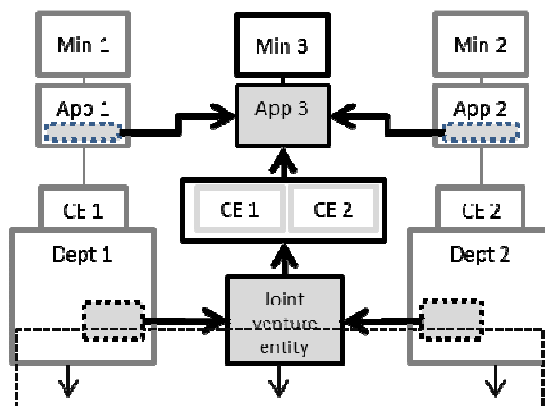 Min 1
Min 3
Min 2
App 1
App 3
App 2
CE 1
CE 1
CE 2
CE 2
Dept 1
Dept 2
Joint
venture
entity